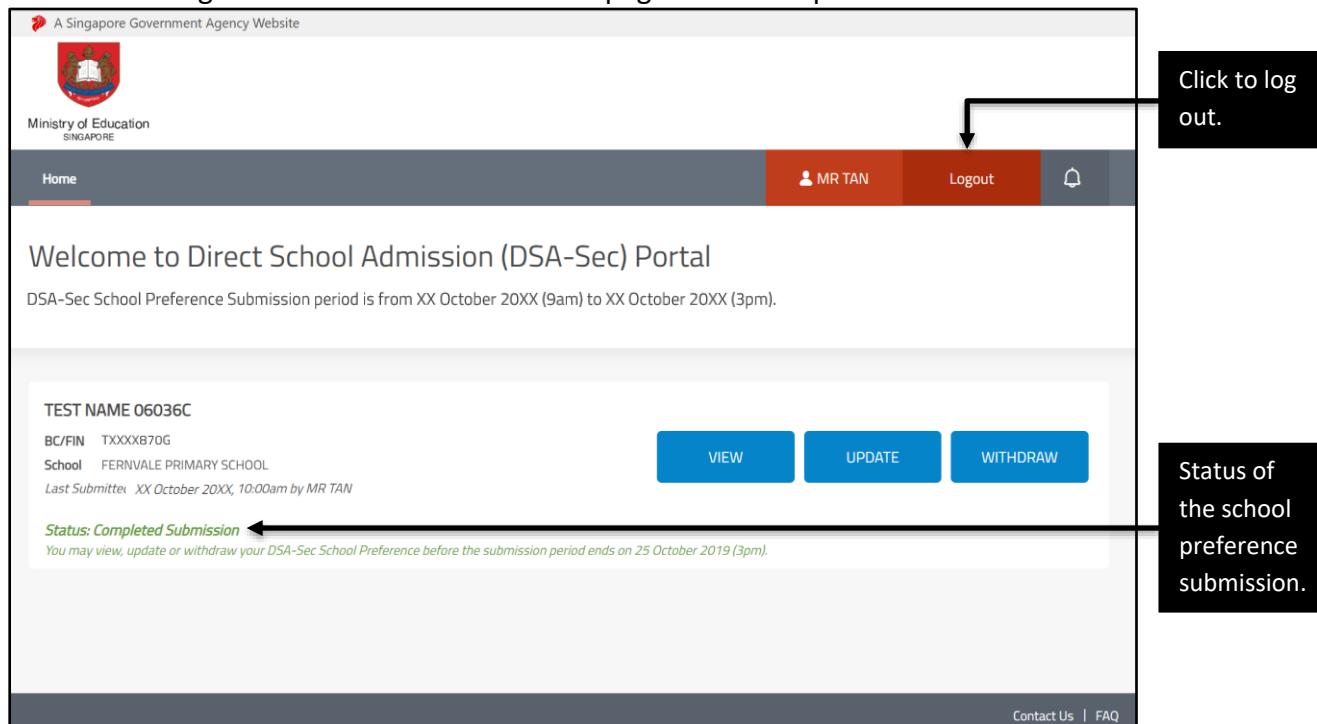 A Singapore Government Agency Website
Ministry of Education
SINGAPORE
Click to log
out.
Home
MR TAN
Logout
Welcome to Direct School Admission (DSA-Sec) Portal
DSA-Sec School Preference Submission period is from XX October 20XX (9am) to XX October 20XX (3pm).
TEST NAME 06036C
BC/FIN TXXXX870G
School FERNVALE PRIMARY SCHOOL
Last Submitte XX October 20XX, 10:00am by MR TAN
VIEW
UPDATE
WITHDRAW
Status: Completed Submission
You may view, update or withdraw your DSA-Sec School Preference before the submission period ends on 25 October 2019 (3pm).
Status of
the school
preference
submission.
Contact Us | FAQ